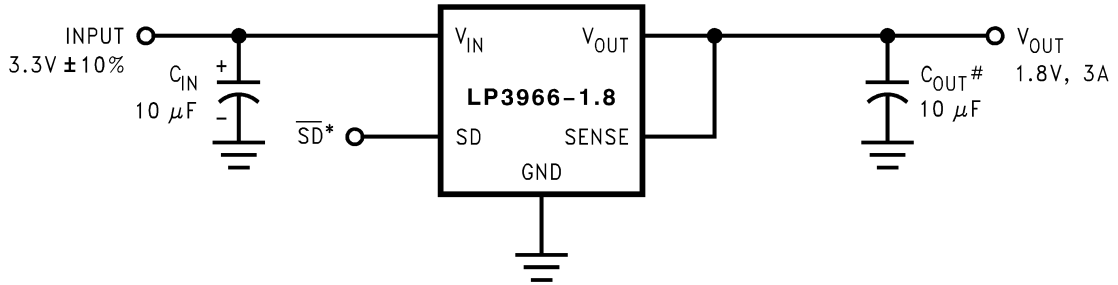 INPUT
3.3V ±10%
+
C_IN
10 μF
−
S̅D̅*
V_IN
V_OUT
LP3966-1.8
SD
SENSE
GND
C_OUT#
10 μF
V_OUT
1.8V, 3A